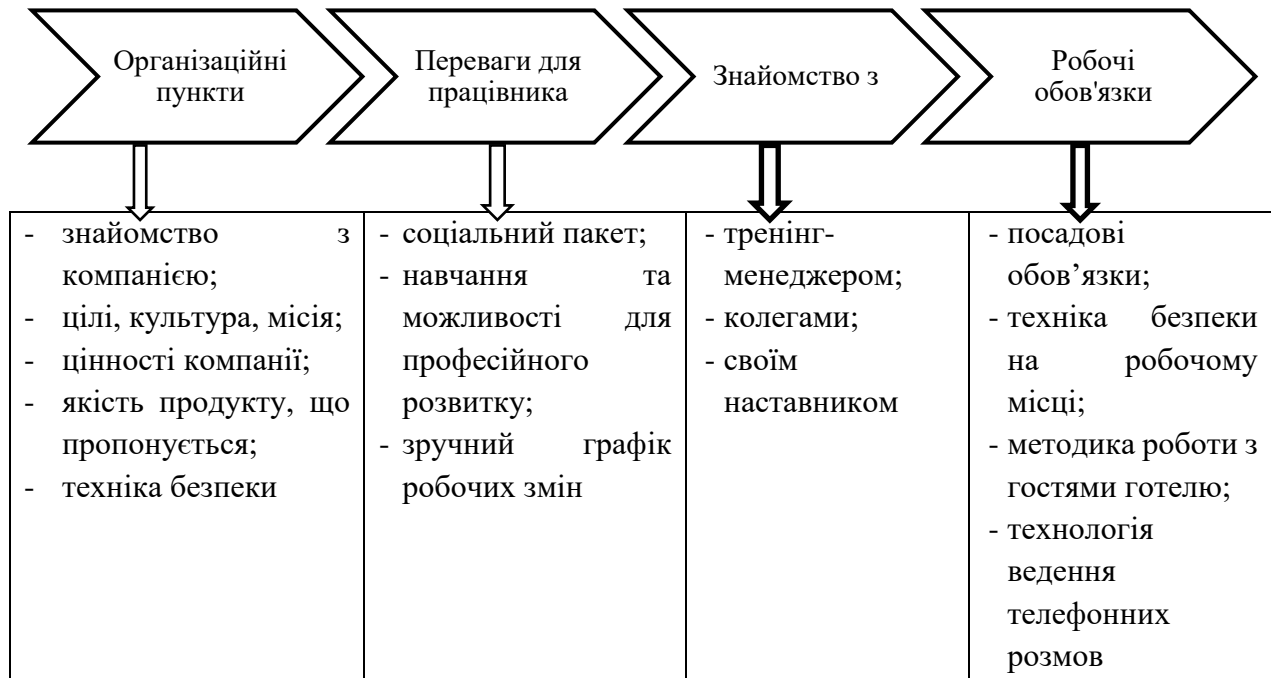 Організаційні
пункти
Переваги для
працівника
Знайомство з
Робочі
обов'язки
- знайомство з
компанією;
- цілі, культура, місія;
- цінності компанії;
- якість продукту, що
пропонується;
- техніка безпеки
- соціальний пакет;
- навчання та
можливості для
професійного
розвитку;
- зручний графік
робочих змін
- тренінг-
менеджером;
- колегами;
- своїм
наставником
- посадові
обов’язки;
- техніка безпеки
на робочому
місці;
- методика роботи з
гостями готелю;
- технологія
ведення
телефонних
розмов